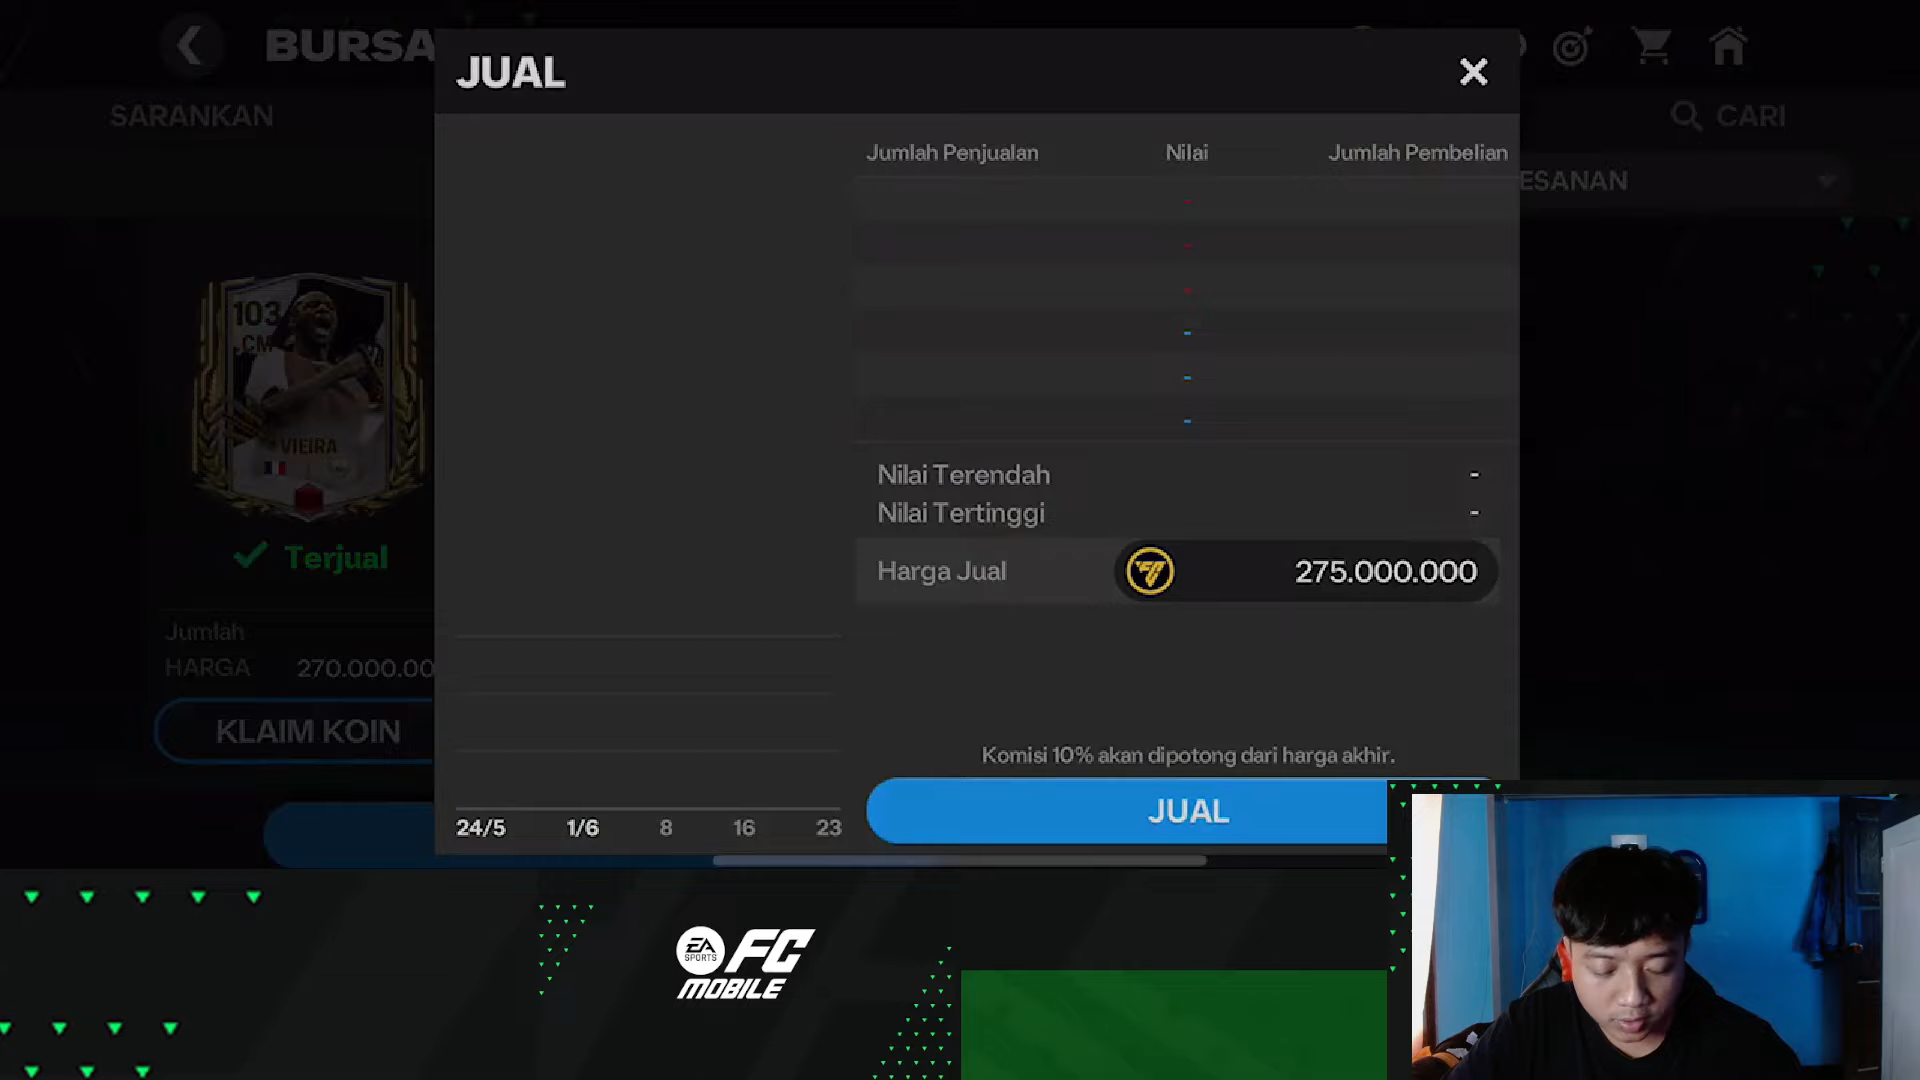 BURSA
JUAL
SARANKAN
CARI
ESANAN
Jumlah Penjualan
Nilai
Jumlah Pembelian
-
-
-
-
-
-
103
CM
VIEIRA
Terjual
Jumlah
HARGA 270.000.00
KLAIM KOIN
Nilai Terendah -
Nilai Tertinggi -
Harga Jual 275.000.000
Komisi 10% akan dipotong dari harga akhir.
JUAL
24/5 1/6 8 16 23
EA SPORTS FC MOBILE